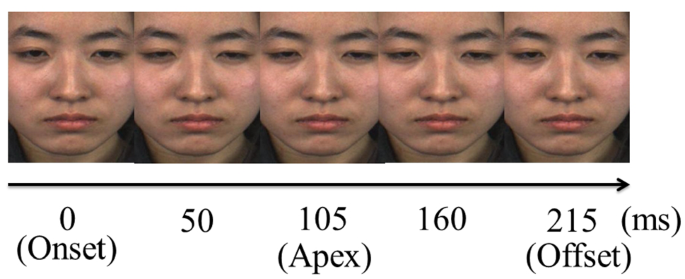 0 50 105 160 215 (ms)
(Onset) (Apex) (Offset)